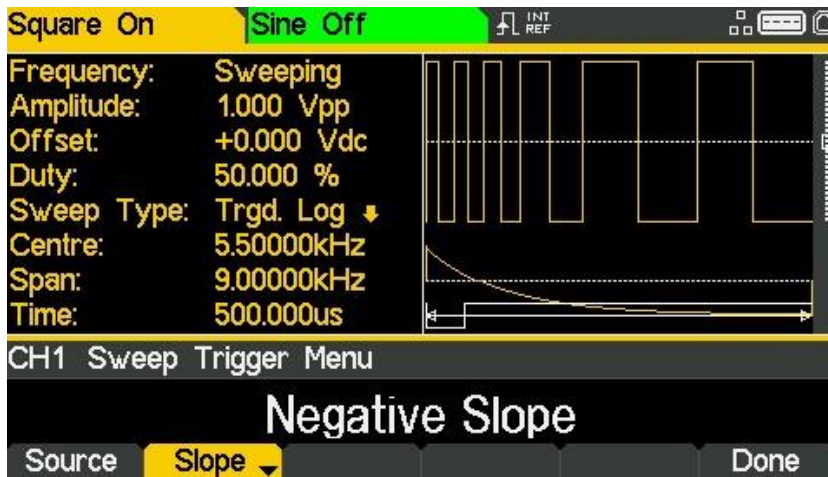 Square On Sine Off INT REF
Frequency: Sweeping
Amplitude: 1.000 Vpp
Offset: +0.000 Vdc
Duty: 50.000 %
Sweep Type: Trgd. Log
Centre: 5.50000kHz
Span: 9.00000kHz
Time: 500.000us
CH1 Sweep Trigger Menu
Negative Slope
Source Slope Done